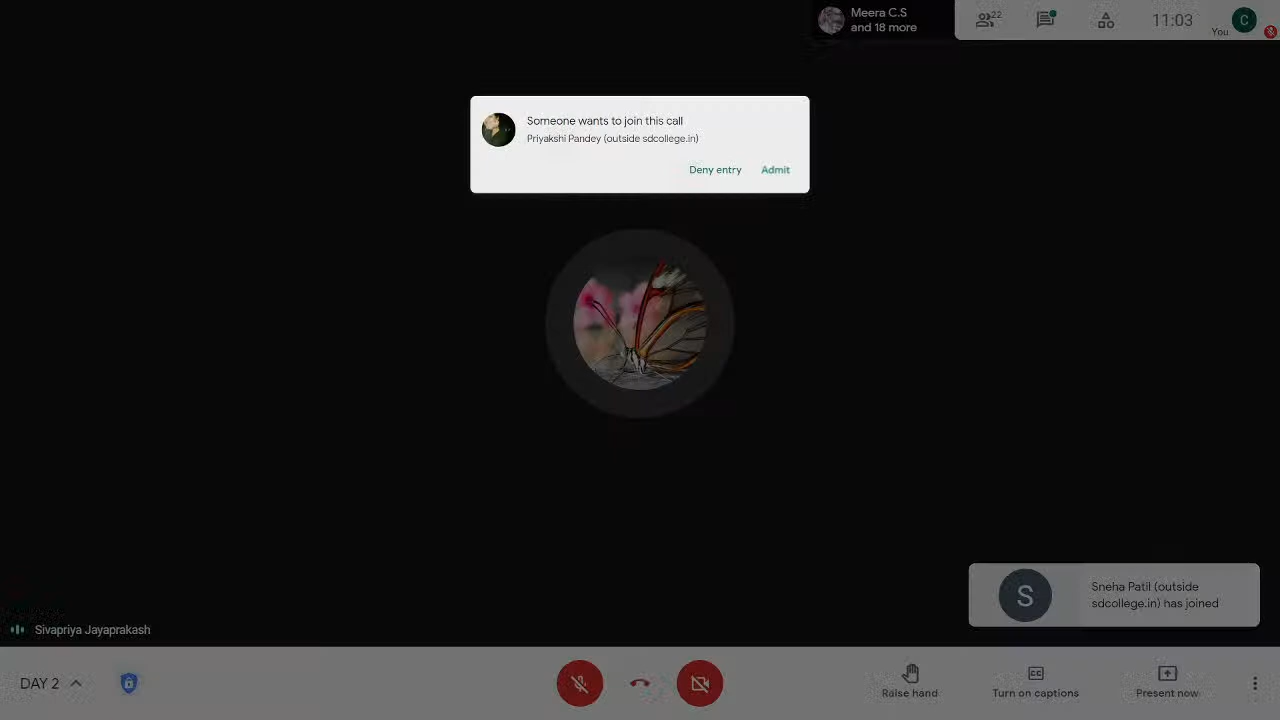 Meera C.S
and 18 more
22
11:03
You
C
Someone wants to join this call
Priyakshi Pandey (outside sdcollege.in)
Deny entry
Admit
S
Sneha Patil (outside
sdcollege.in) has joined
Sivapriya Jayaprakash
DAY 2
CC
Raise hand
Turn on captions
Present now